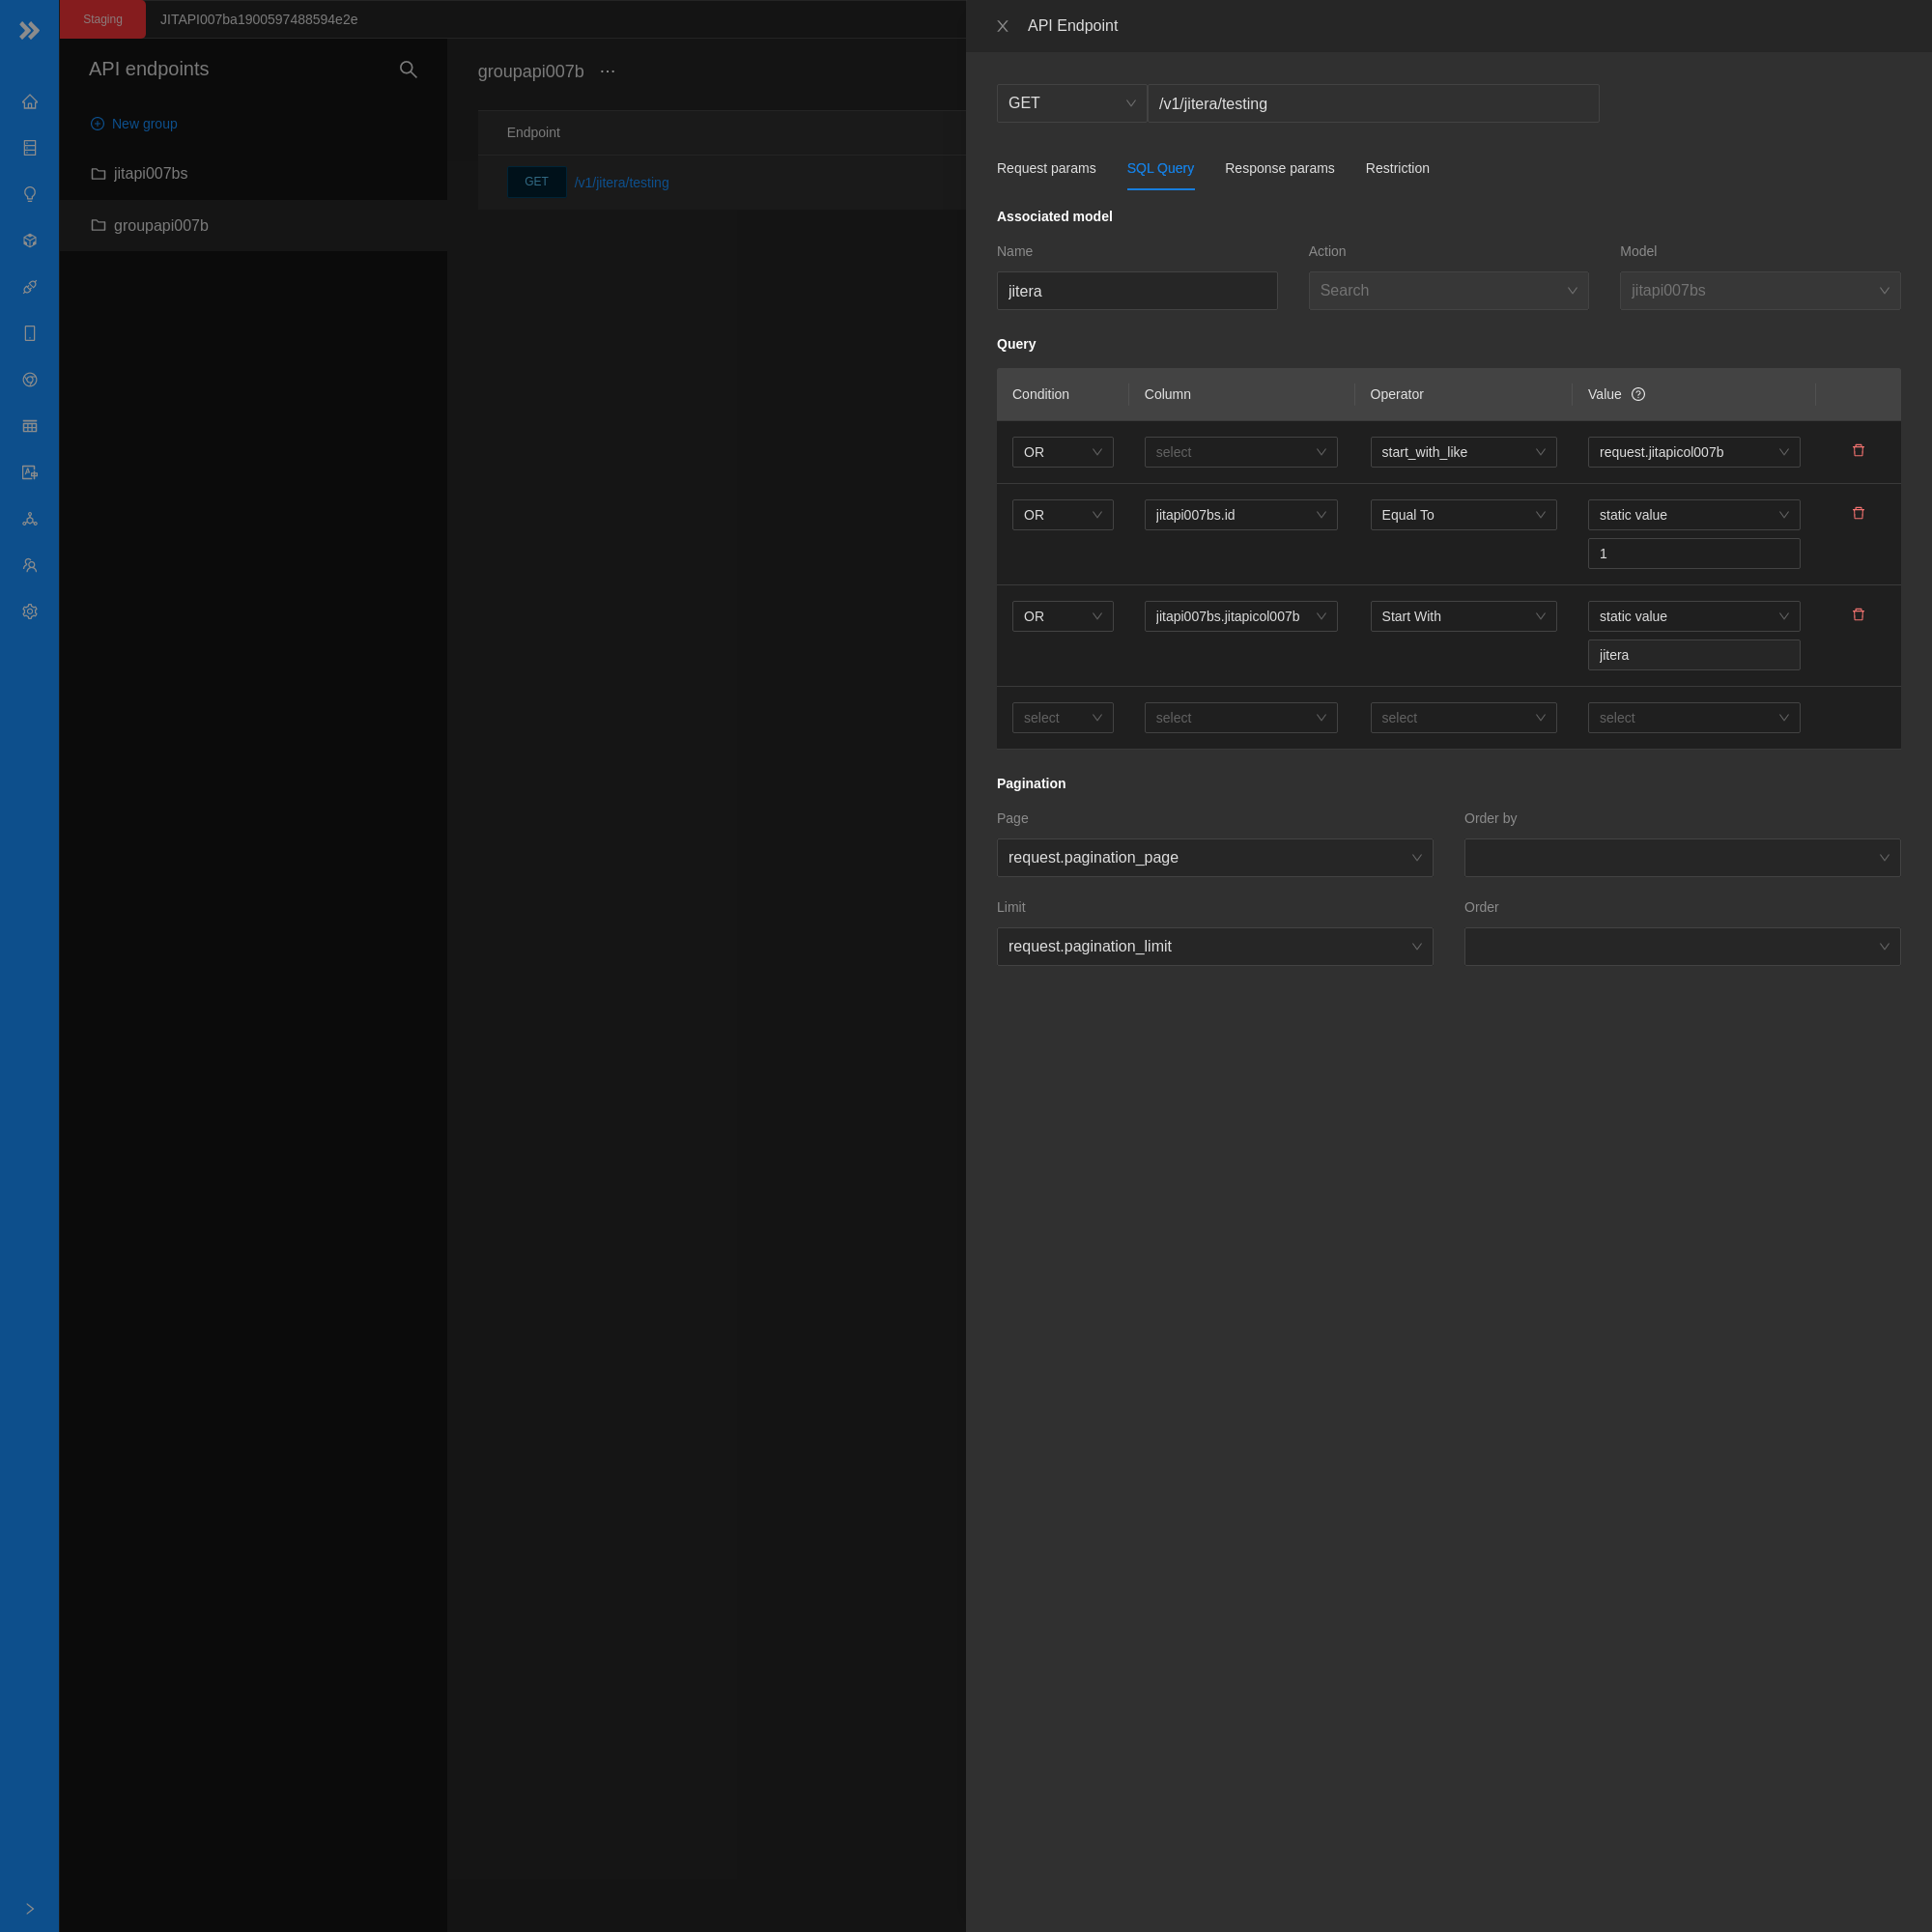 Staging JITAPI007ba1900597488594e2e
API endpoints
New group
jitapi007bs
groupapi007b
groupapi007b ···
Endpoint
GET /v1/jitera/testing
API Endpoint
GET /v1/jitera/testing
Request params SQL Query Response params Restriction
Associated model
Name Action Model
jitera Search jitapi007bs
Query
Condition Column Operator Value
OR select start_with_like request.jitapicol007b
OR jitapi007bs.id Equal To static value
1
OR jitapi007bs.jitapicol007b Start With static value
jitera
select select select select
Pagination
Page Order by
request.pagination_page
Limit Order
request.pagination_limit